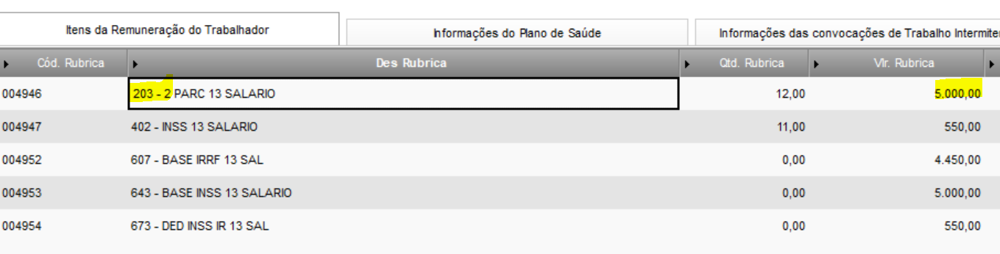 Itens da Remuneração do Trabalhador Informações do Plano de Saúde Informações das convocações de Trabalho
Cód. Rubrica Des Rubrica Qtd. Rubrica Vlr. Rubrica
004946 203 - 2 PARC 13 SALARIO 12,00 5.000,00
004947 402 - INSS 13 SALARIO 11,00 550,00
004952 607 - BASE IRRF 13 SAL 0,00 4.450,00
004953 643 - BASE INSS 13 SALARIO 0,00 5.000,00
004954 673 - DED INSS IR 13 SAL 0,00 550,00